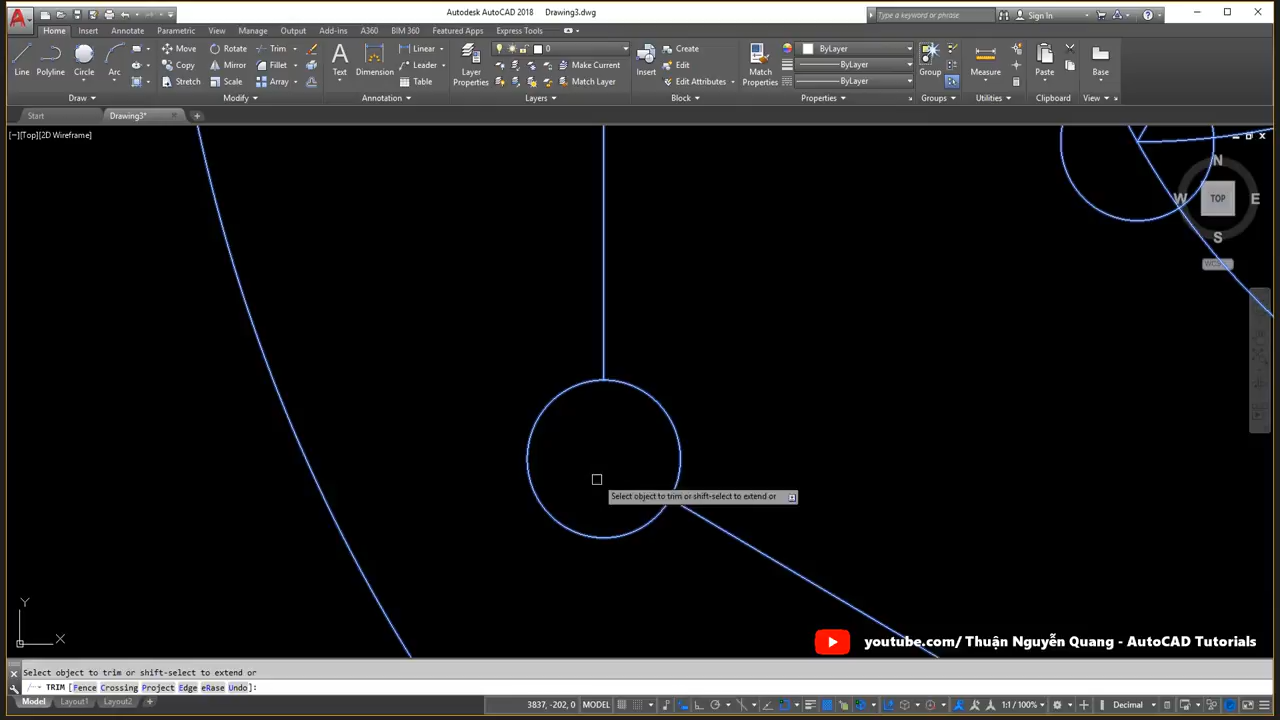 Autodesk AutoCAD 2018 Drawing3.dwg
Type a keyword or phrase
Sign In
Home Insert Annotate Parametric View Manage Output Add-ins A360 BIM 360 Featured Apps Express Tools
Line Polyline Circle Arc
Move Rotate Trim
Copy Mirror Fillet
Stretch Scale Array
Text Dimension
Linear
Leader
Table
Layer Properties
0
Make Current
Match Layer
Insert
Create
Edit
Edit Attributes
Match Properties
ByLayer
ByLayer
ByLayer
Group
Measure
Paste
Base
Draw Modify Annotation Layers Block Properties Groups Utilities Clipboard View
Start Drawing3*
[−][Top][2D Wireframe]
N
W TOP E
S
WCS
Select object to trim or shift-select to extend or
Y
X
youtube.com/ Thuận Nguyễn Quang - AutoCAD Tutorials
Select object to trim or shift-select to extend or
TRIM [Fence Crossing Project Edge eRase Undo]:
Model Layout1 Layout2 +
3837, -202, 0 MODEL
1:1 / 100%
Decimal